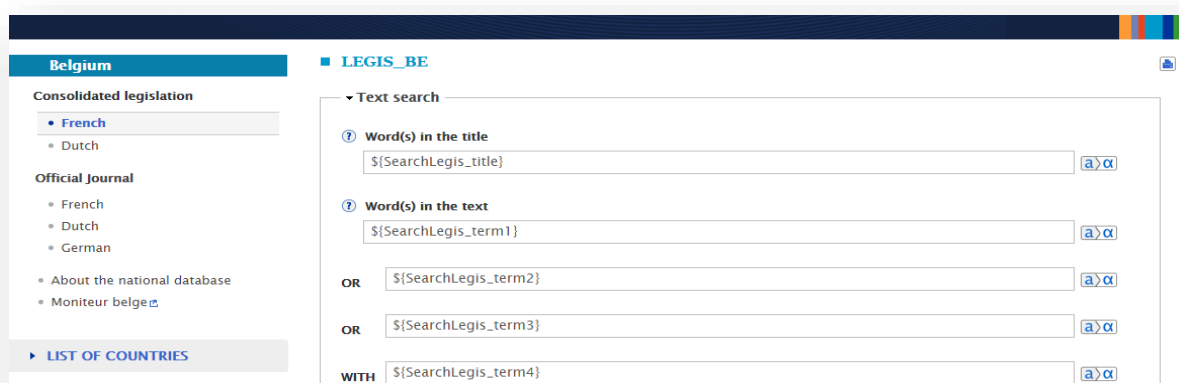 Belgium
Consolidated legislation
French
Dutch
Official Journal
French
Dutch
German
About the national database
Moniteur belge
LIST OF COUNTRIES
LEGIS_BE
Text search
? Word(s) in the title
${SearchLegis_title}
a〉α
? Word(s) in the text
${SearchLegis_term1}
a〉α
OR ${SearchLegis_term2}
a〉α
OR ${SearchLegis_term3}
a〉α
WITH ${SearchLegis_term4}
a〉α